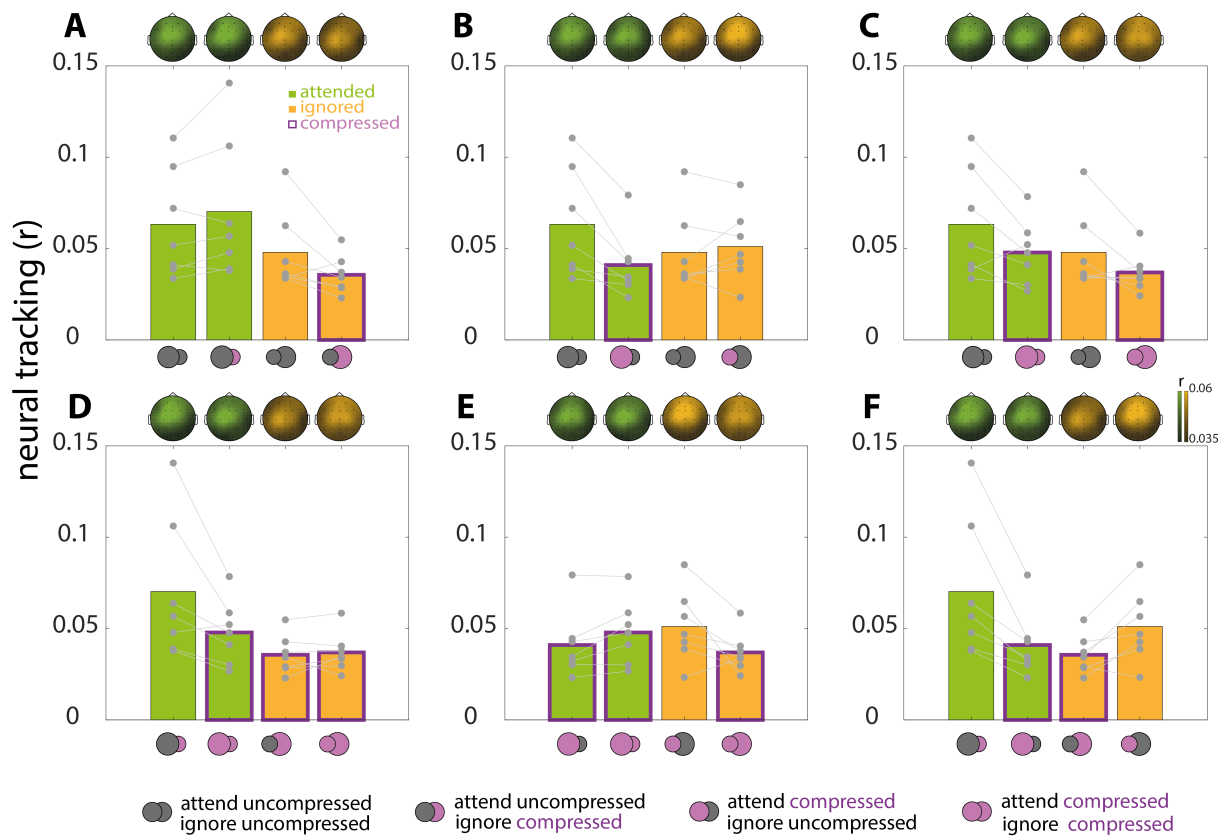 A
B
C
0.15
0.1
0.05
0
attended
ignored
compressed
0.15
0.1
0.05
0
0.15
0.1
0.05
0
neural tracking (r)
D
E
F
r
0.06
0.035
0.15
0.1
0.05
0
0.15
0.1
0.05
0
0.15
0.1
0.05
0
attend uncompressed
ignore uncompressed
attend uncompressed
ignore compressed
attend compressed
ignore uncompressed
attend compressed
ignore compressed